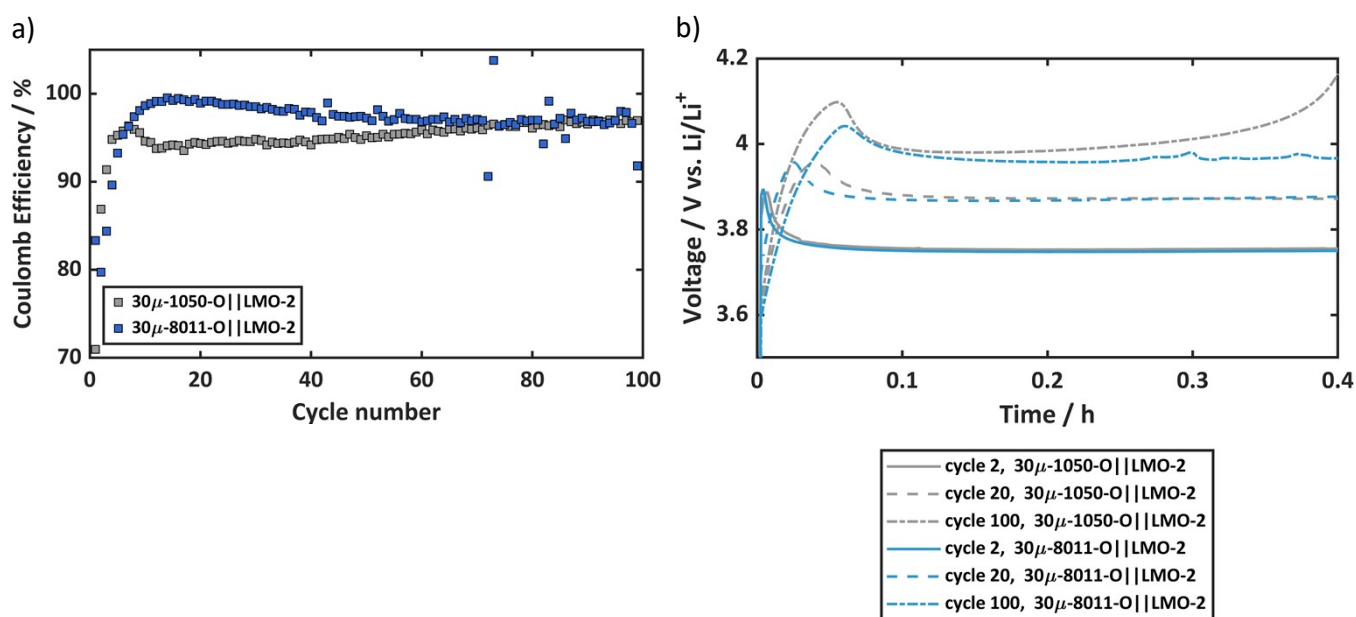 a)
Coulomb Efficiency / %
100
90
80
70
0
20
40
60
80
100
Cycle number
30μ-1050-O||LMO-2
30μ-8011-O||LMO-2
b)
Voltage / V vs. Li/Li⁺
4.2
4
3.8
3.6
0
0.1
0.2
0.3
0.4
Time / h
cycle 2, 30μ-1050-O||LMO-2
cycle 20, 30μ-1050-O||LMO-2
cycle 100, 30μ-1050-O||LMO-2
cycle 2, 30μ-8011-O||LMO-2
cycle 20, 30μ-8011-O||LMO-2
cycle 100, 30μ-8011-O||LMO-2